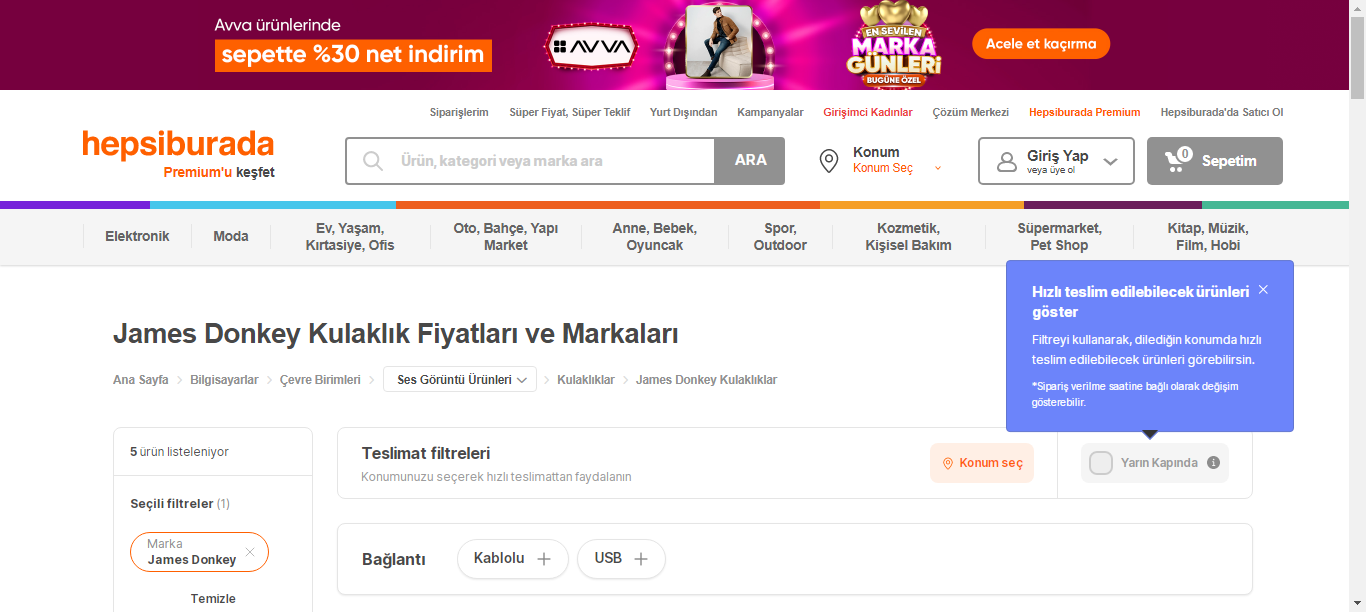 Avva ürünlerinde
sepette %30 net indirim
AVVA
EN SEVİLEN
MARKA
GÜNLERİ
BUGÜNE ÖZEL
Acele et kaçırma
Siparişlerim
Süper Fiyat, Süper Teklif
Yurt Dışından
Kampanyalar
Girişimci Kadınlar
Çözüm Merkezi
Hepsiburada Premium
Hepsiburada'da Satıcı Ol
hepsiburada
Premium'u keşfet
Ürün, kategori veya marka ara
ARA
Konum
Konum Seç
Giriş Yap
veya üye ol
0
Sepetim
Elektronik
Moda
Ev, Yaşam,
Kırtasiye, Ofis
Oto, Bahçe, Yapı
Market
Anne, Bebek,
Oyuncak
Spor,
Outdoor
Kozmetik,
Kişisel Bakım
Süpermarket,
Pet Shop
Kitap, Müzik,
Film, Hobi
Hızlı teslim edilebilecek ürünleri
göster
Filtreyi kullanarak, dilediğin konumda hızlı
teslim edilebilecek ürünleri görebilirsin.
*Sipariş verilme saatine bağlı olarak değişim
gösterebilir.
James Donkey Kulaklık Fiyatları ve Markaları
Ana Sayfa
Bilgisayarlar
Çevre Birimleri
Ses Görüntü Ürünleri
Kulaklıklar
James Donkey Kulaklıklar
5 ürün listeleniyor
Seçili filtreler (1)
Marka
James Donkey
Temizle
Teslimat filtreleri
Konumunuzu seçerek hızlı teslimattan faydalanın
Konum seç
Yarın Kapında
Bağlantı
Kablolu
USB